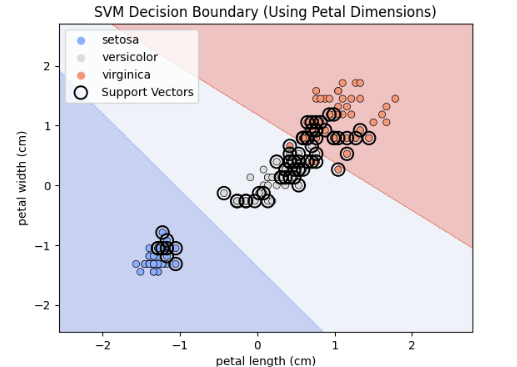 SVM Decision Boundary (Using Petal Dimensions)
setosa
versicolor
virginica
Support Vectors
petal width (cm)
2
1
0
−1
−2
−2
−1
0
1
2
petal length (cm)